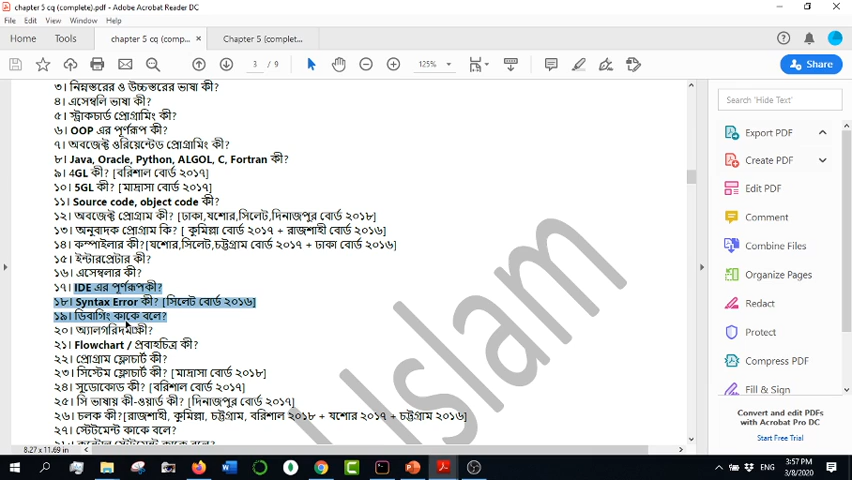 chapter 5 cq (complete).pdf - Adobe Acrobat Reader DC
File Edit View Window Help
Home Tools chapter 5 cq (comp... × Chapter 5 (complet...
3 / 9 125% Share
৩। নিম্নস্তরের ও উচ্চস্তরের ভাষা কী?
৪। এসেম্বলি ভাষা কী?
৫। স্ট্রাকচার্ড প্রোগ্রামিং কী?
৬। OOP এর পূর্ণরূপ কী?
৭। অবজেক্ট ওরিয়েন্টেড প্রোগ্রামিং কী?
৮। Java, Oracle, Python, ALGOL, C, Fortran কী?
৯। 4GL কী? [বরিশাল বোর্ড ২০১৭]
১০। 5GL কী? [মাদ্রাসা বোর্ড ২০১৭]
১১। Source code, object code কী?
১২। অবজেক্ট প্রোগ্রাম কী? [ঢাকা,যশোর,সিলেট,দিনাজপুর বোর্ড ২০১৮]
১৩। অনুবাদক প্রোগ্রাম কি? [ কুমিল্লা বোর্ড ২০১৭ + রাজশাহী বোর্ড ২০১৬]
১৪। কম্পাইলার কী?[যশোর,সিলেট,চট্টগ্রাম বোর্ড ২০১৭ + ঢাকা বোর্ড ২০১৬]
১৫। ইন্টারপ্রেটার কী?
১৬। এসেম্বলার কী?
১৭। IDE এর পূর্ণরূপকী?
১৮। Syntax Error কী? [সিলেট বোর্ড ২০১৬]
১৯। ডিবাগিং কাকে বলে?
২০। অ্যালগরিদম কী?
২১। Flowchart / প্রবাহচিত্র কী?
২২। প্রোগ্রাম ফ্লোচার্ট কী?
২৩। সিস্টেম ফ্লোচার্ট কী? [মাদ্রাসা বোর্ড ২০১৮]
২৪। সুডোকোড কী? [বরিশাল বোর্ড ২০১৭]
২৫। সি ভাষায় কী-ওয়ার্ড কী? [দিনাজপুর বোর্ড ২০১৭]
২৬। চলক কী?[রাজশাহী, কুমিল্লা, চট্টগ্রাম, বরিশাল ২০১৮ + যশোর ২০১৭ + চট্টগ্রাম ২০১৬]
২৭। স্টেটমেন্ট কাকে বলে?
Islam
8.27 x 11.69 in
Search 'Hide Text'
Export PDF
Create PDF
Edit PDF
Comment
Combine Files
Organize Pages
Redact
Protect
Compress PDF
Fill & Sign
Convert and edit PDFs
with Acrobat Pro DC
Start Free Trial
ENG
3:57 PM
3/8/2020